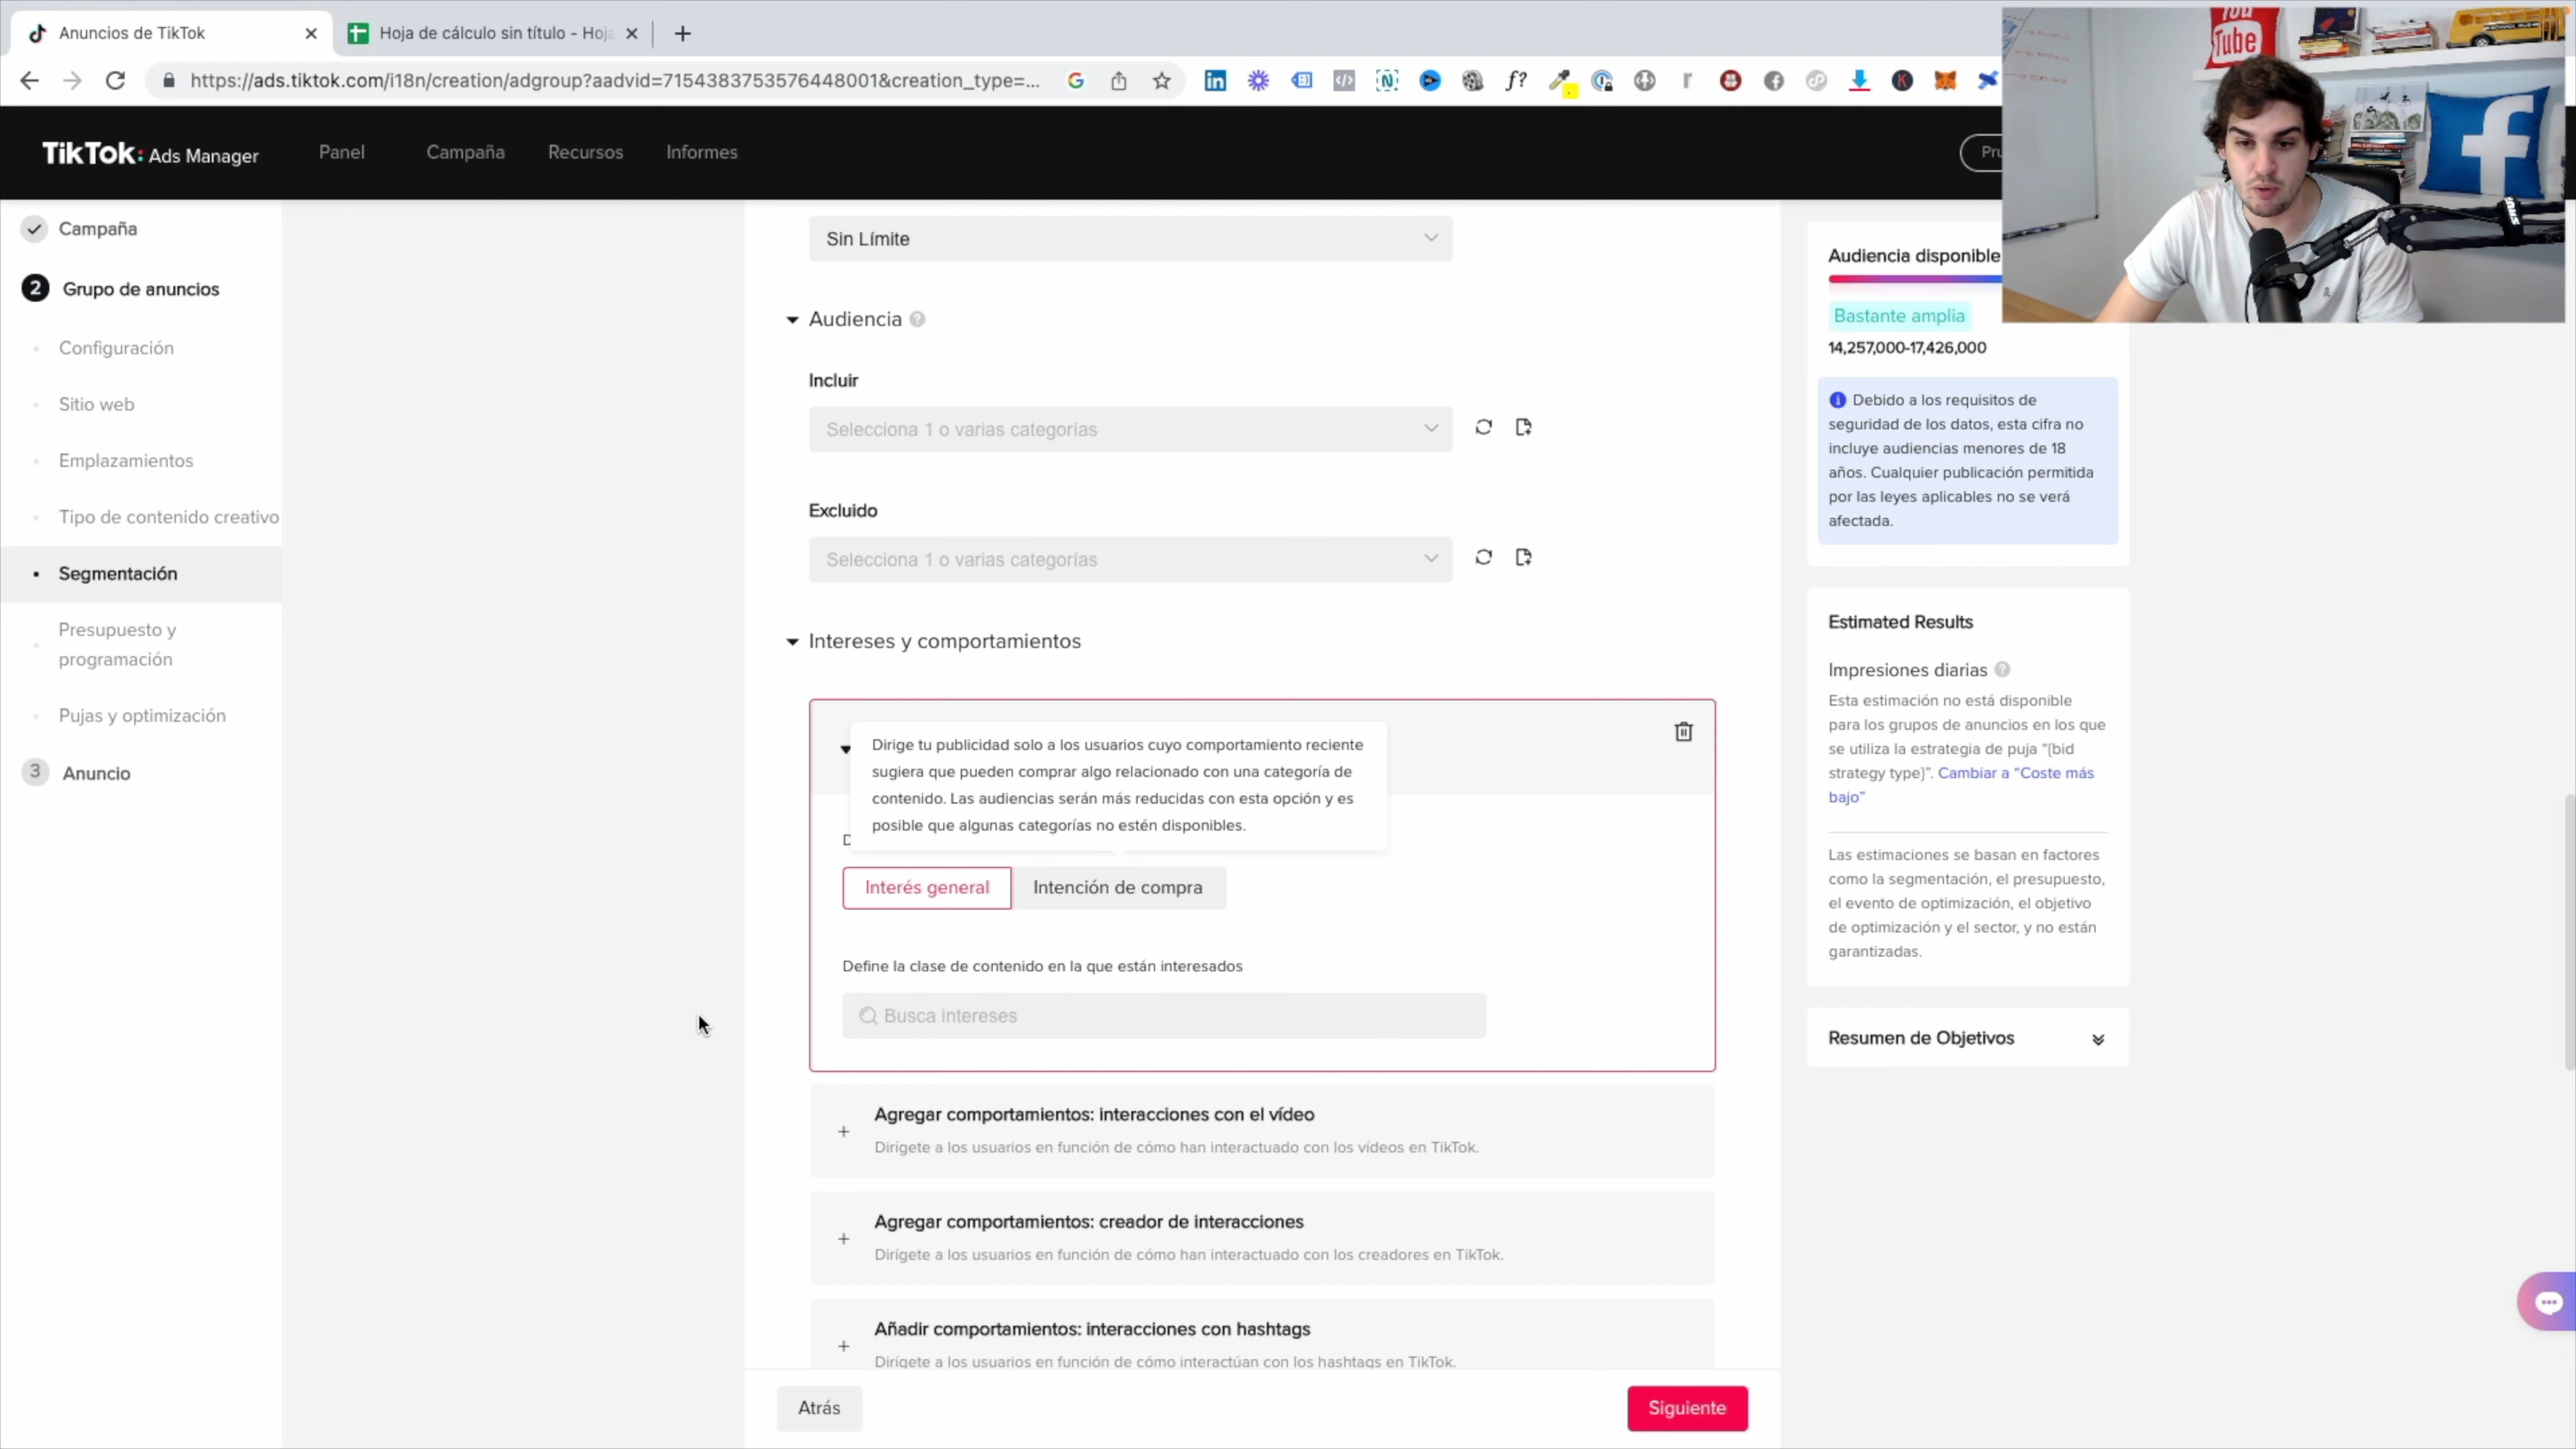 Anuncios de TikTok
Hoja de cálculo sin título - Hoja
https://ads.tiktok.com/i18n/creation/adgroup?aadvid=7154383753576448001&creation_type=...
You
Tube
TikTok: Ads Manager
Panel
Campaña
Recursos
Informes
Campaña
2 Grupo de anuncios
Configuración
Sitio web
Emplazamientos
Tipo de contenido creativo
Segmentación
Presupuesto y
programación
Pujas y optimización
3 Anuncio
Sin Límite
Audiencia
Incluir
Selecciona 1 o varias categorías
Excluido
Selecciona 1 o varias categorías
Intereses y comportamientos
Dirige tu publicidad solo a los usuarios cuyo comportamiento reciente
sugiera que pueden comprar algo relacionado con una categoría de
contenido. Las audiencias serán más reducidas con esta opción y es
posible que algunas categorías no estén disponibles.
Interés general
Intención de compra
Define la clase de contenido en la que están interesados
Busca intereses
+ Agregar comportamientos: interacciones con el vídeo
Dirígete a los usuarios en función de cómo han interactuado con los vídeos en TikTok.
+ Agregar comportamientos: creador de interacciones
Dirígete a los usuarios en función de cómo han interactuado con los creadores en TikTok.
+ Añadir comportamientos: interacciones con hashtags
Dirígete a los usuarios en función de cómo interactúan con los hashtags en TikTok.
Atrás
Siguiente
Audiencia disponible
Bastante amplia
14,257,000-17,426,000
Debido a los requisitos de
seguridad de los datos, esta cifra no
incluye audiencias menores de 18
años. Cualquier publicación permitida
por las leyes aplicables no se verá
afectada.
Estimated Results
Impresiones diarias
Esta estimación no está disponible
para los grupos de anuncios en los que
se utiliza la estrategia de puja "{bid
strategy type}". Cambiar a "Coste más
bajo"
Las estimaciones se basan en factores
como la segmentación, el presupuesto,
el evento de optimización, el objetivo
de optimización y el sector, y no están
garantizadas.
Resumen de Objetivos